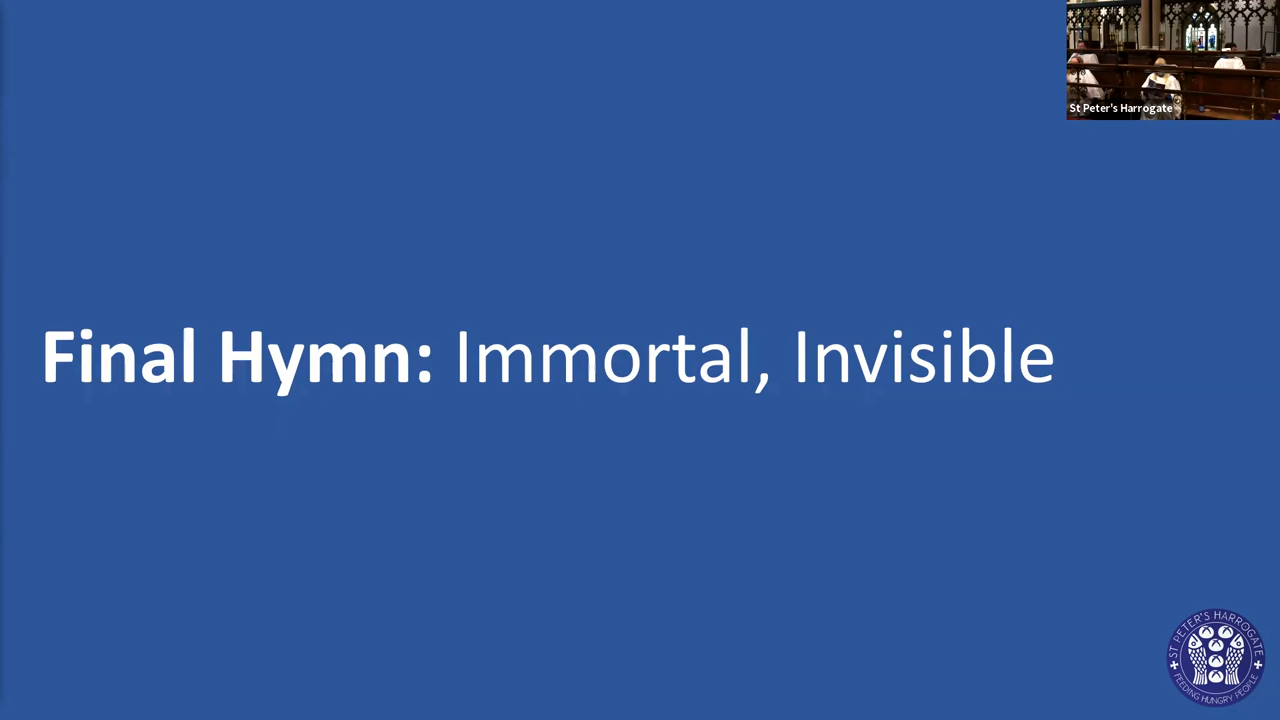 St Peter's Harrogate
Final Hymn: Immortal, Invisible
ST PETER'S HARROGATE
FEEDING HUNGRY PEOPLE